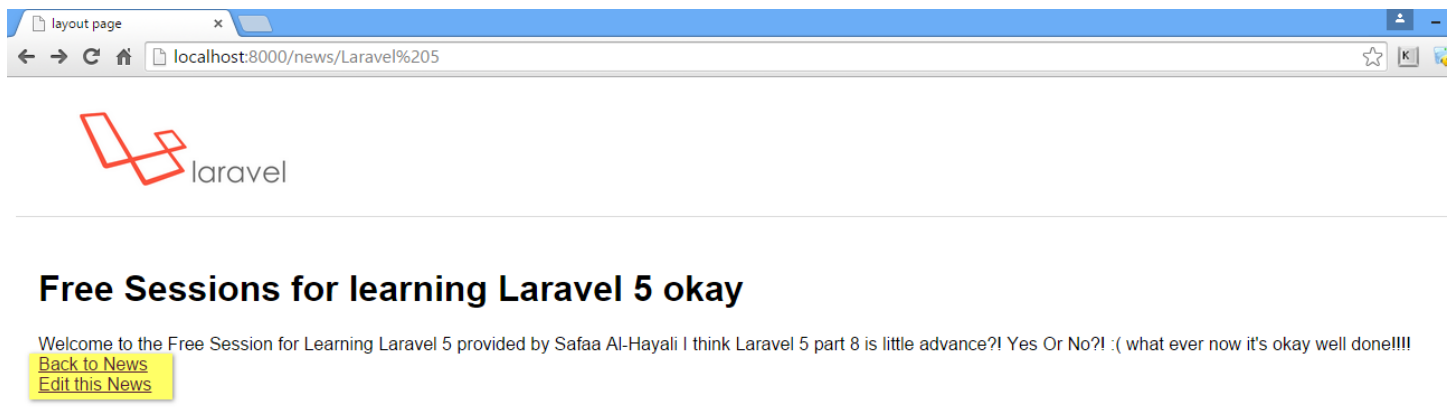 layout page
localhost:8000/news/Laravel%205
K
laravel
Free Sessions for learning Laravel 5 okay
Welcome to the Free Session for Learning Laravel 5 provided by Safaa Al-Hayali I think Laravel 5 part 8 is little advance?! Yes Or No?! :( what ever now it's okay well done!!!!
Back to News
Edit this News